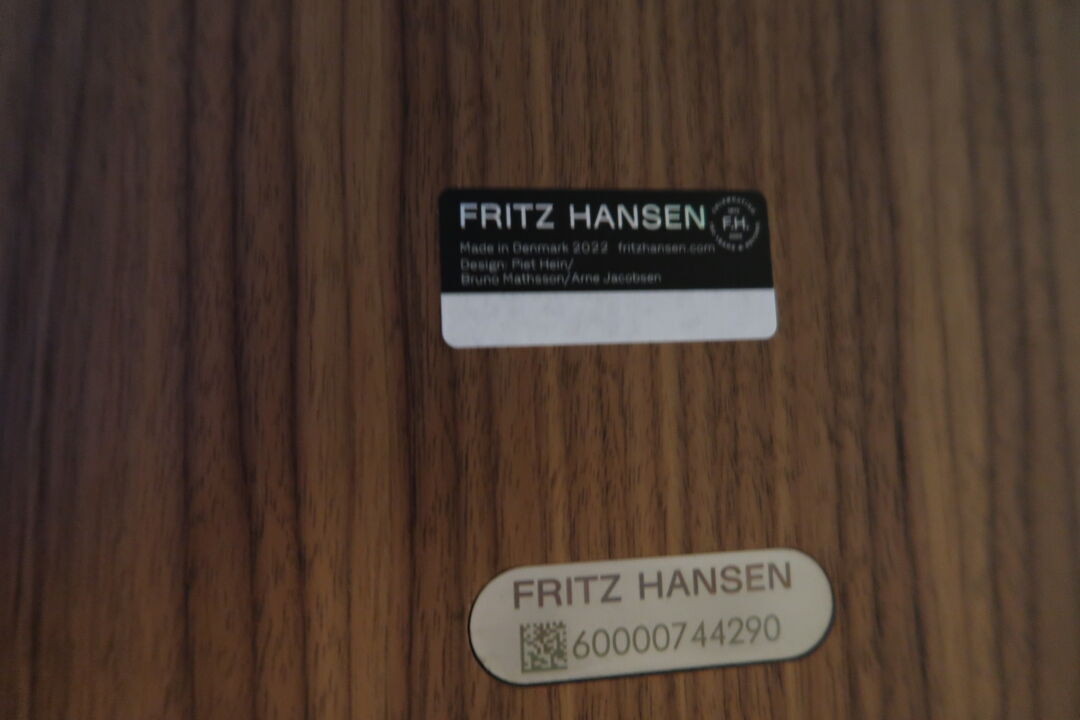 FRITZ HANSEN
F.H.
Made in Denmark 2022 fritzhansen.com
Design: Piet Hein/
Bruno Mathsson/Arne Jacobsen
FRITZ HANSEN
60000744290